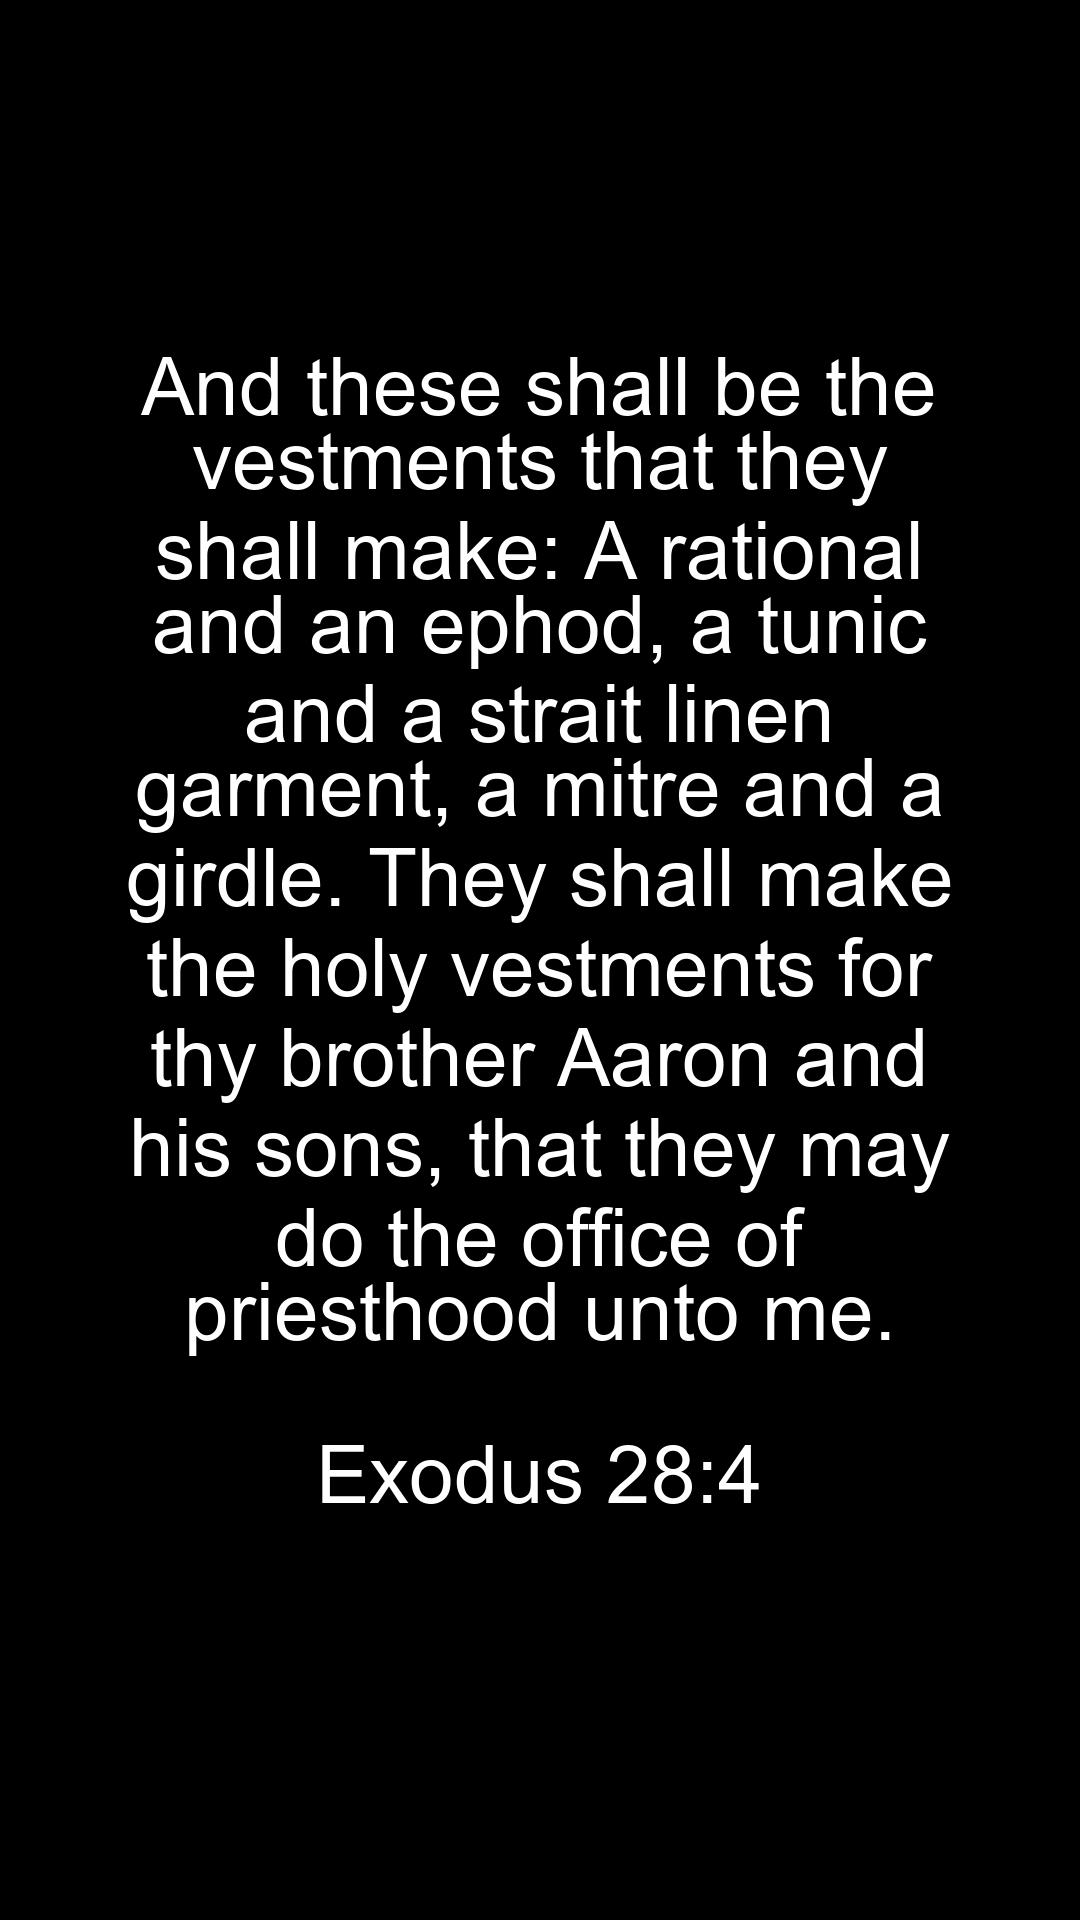 And these shall be the
vestments that they
shall make: A rational
and an ephod, a tunic
and a strait linen
garment, a mitre and a
girdle. They shall make
the holy vestments for
thy brother Aaron and
his sons, that they may
do the office of
priesthood unto me.
Exodus 28:4